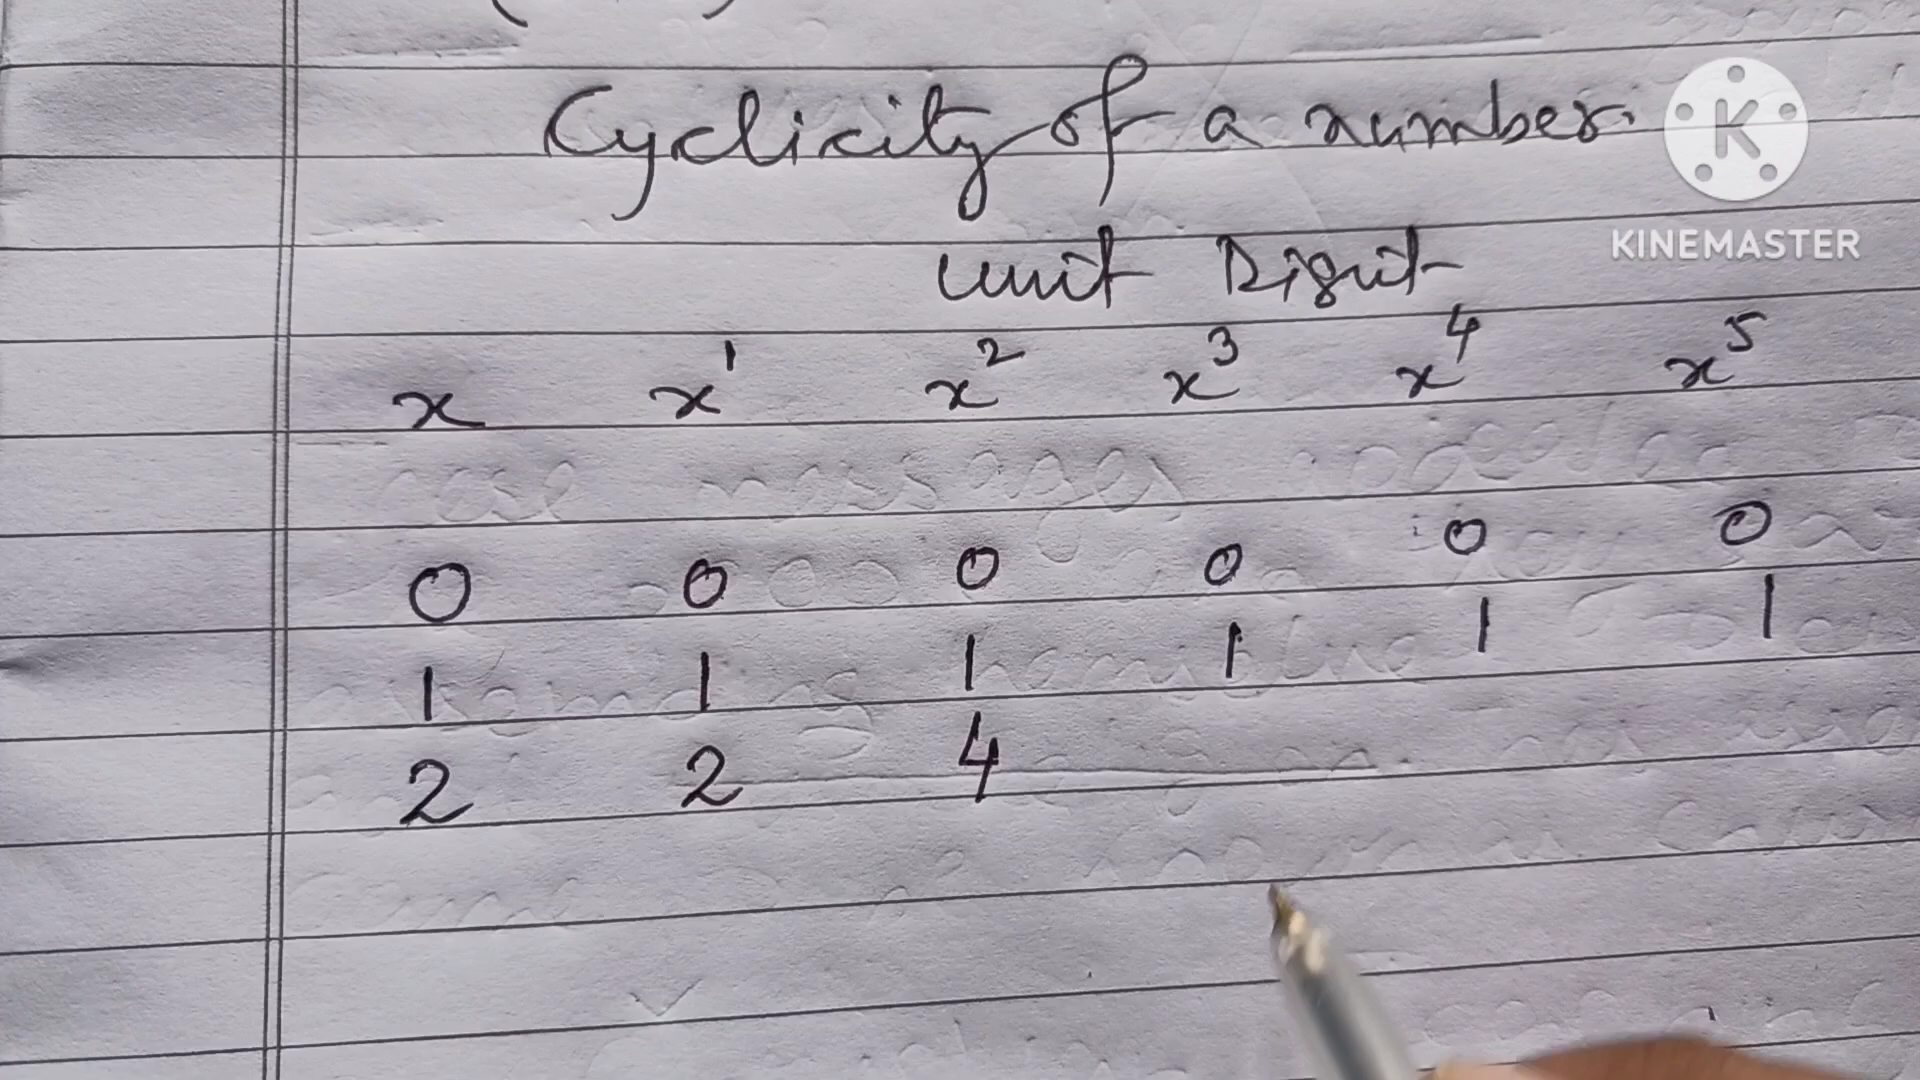 Cyclicity of a number.
K
KINEMASTER
Unit Digit
x x¹ x² x³ x⁴ x⁵
0 0 0 0 0 0
1 1 1 1 1 1
2 2 4